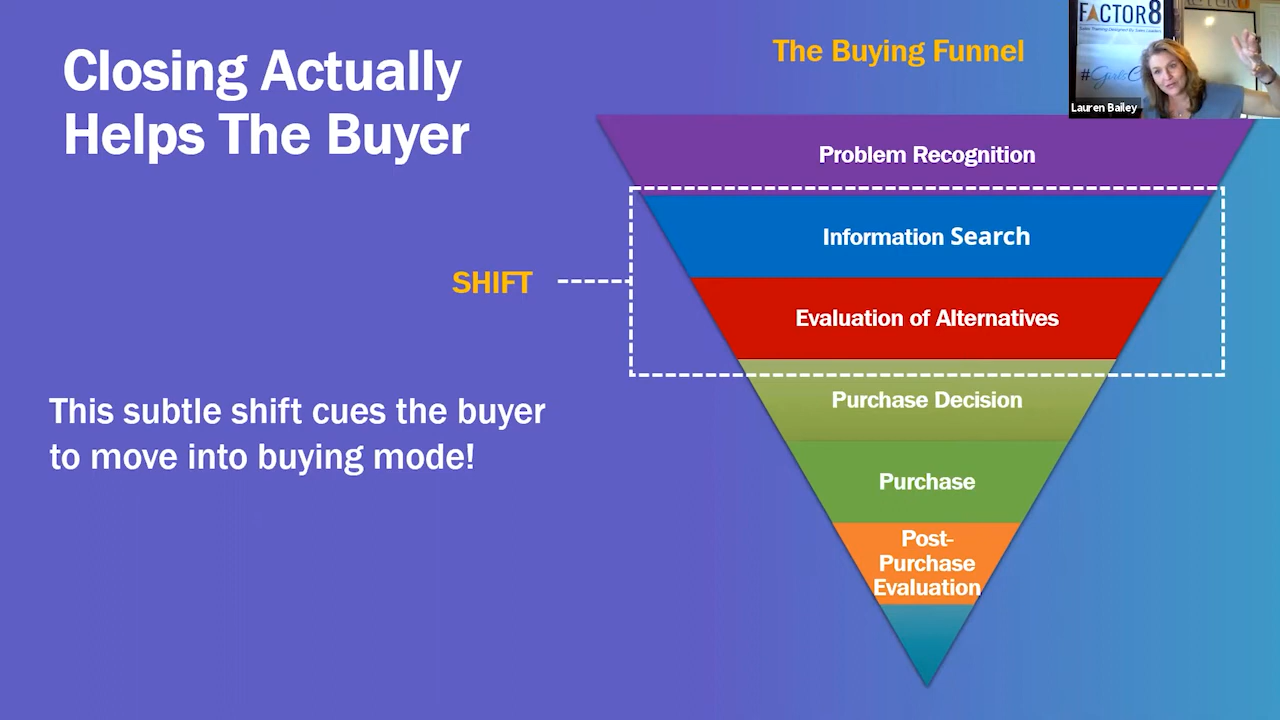 Closing Actually
Helps The Buyer
The Buying Funnel
FACTOR8
Lauren Bailey
Problem Recognition
Information Search
Evaluation of Alternatives
SHIFT
Purchase Decision
This subtle shift cues the buyer
to move into buying mode!
Purchase
Post-
Purchase
Evaluation